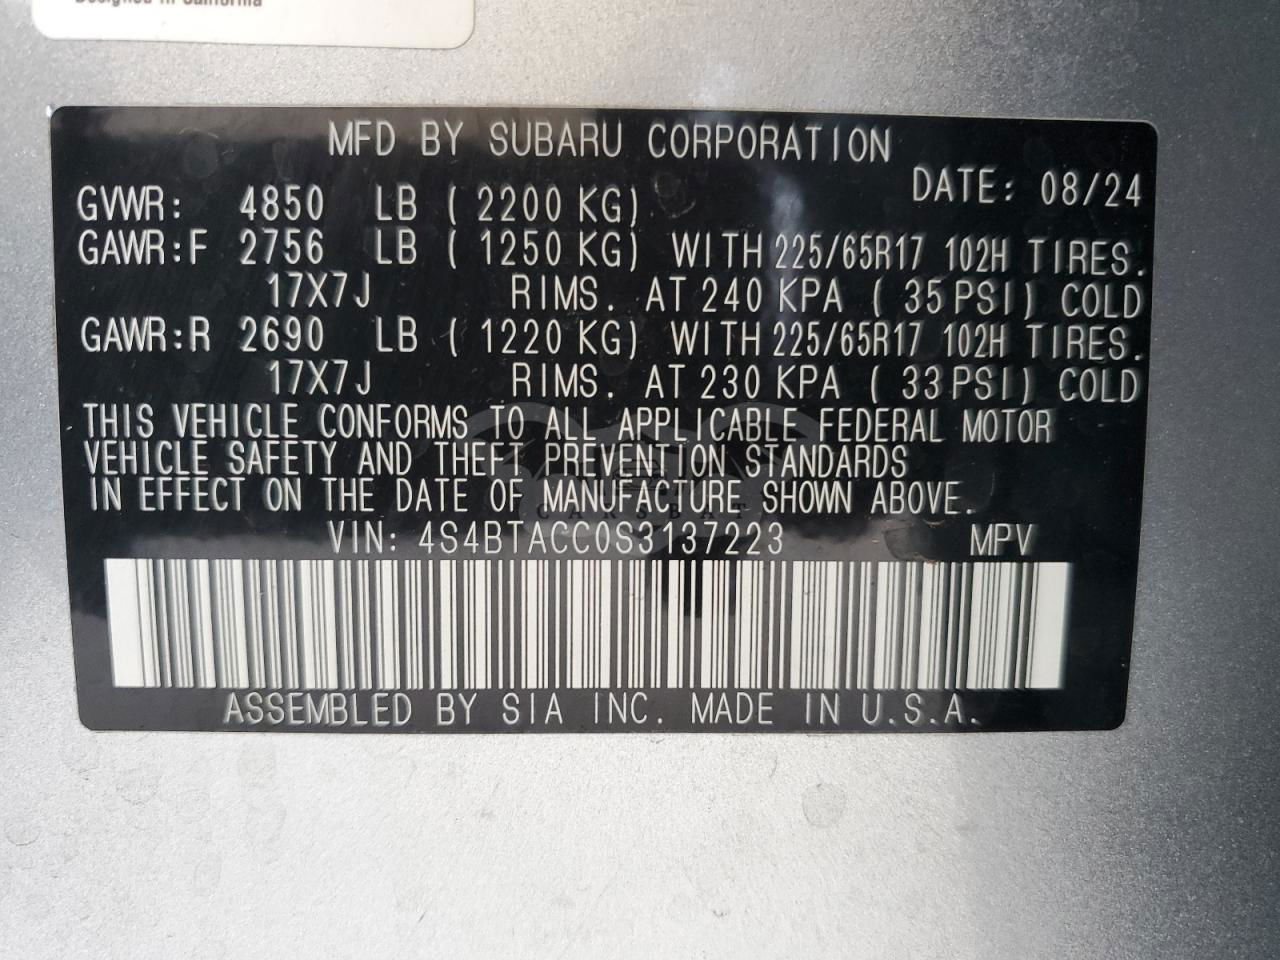 Designed in California
MFD BY SUBARU CORPORATION
DATE: 08/24
GVWR: 4850 LB ( 2200 KG)
GAWR:F 2756 LB ( 1250 KG) WITH 225/65R17 102H TIRES.
17X7J RIMS. AT 240 KPA ( 35 PSI) COLD
GAWR:R 2690 LB ( 1220 KG) WITH 225/65R17 102H TIRES.
17X7J RIMS. AT 230 KPA ( 33 PSI) COLD
THIS VEHICLE CONFORMS TO ALL APPLICABLE FEDERAL MOTOR
VEHICLE SAFETY AND THEFT PREVENTION STANDARDS
IN EFFECT ON THE DATE OF MANUFACTURE SHOWN ABOVE.
CARSBAT
VIN: 4S4BTACC0S3137223 MPV
ASSEMBLED BY SIA INC. MADE IN U.S.A.